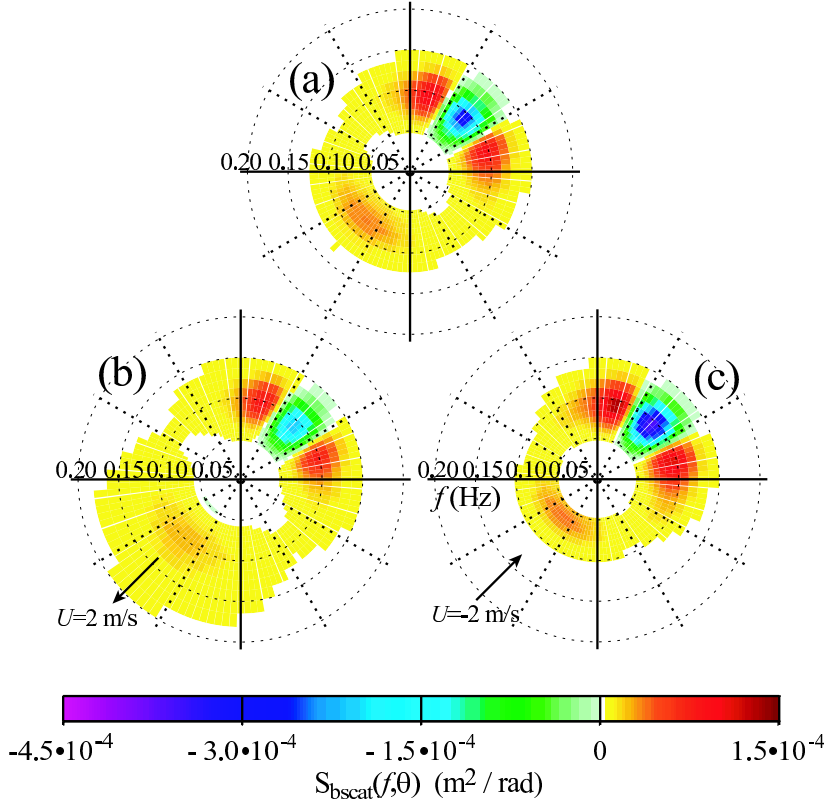 (a)
0.20 0.15 0.10 0.05
(b)
(c)
0.20 0.15 0.10 0.05
0.20 0.15 0.10 0.05
f (Hz)
U=2 m/s
U=-2 m/s
-4.5•10⁻⁴ -3.0•10⁻⁴ -1.5•10⁻⁴ 0 1.5•10⁻⁴
S_bscat(f,θ) (m² / rad)